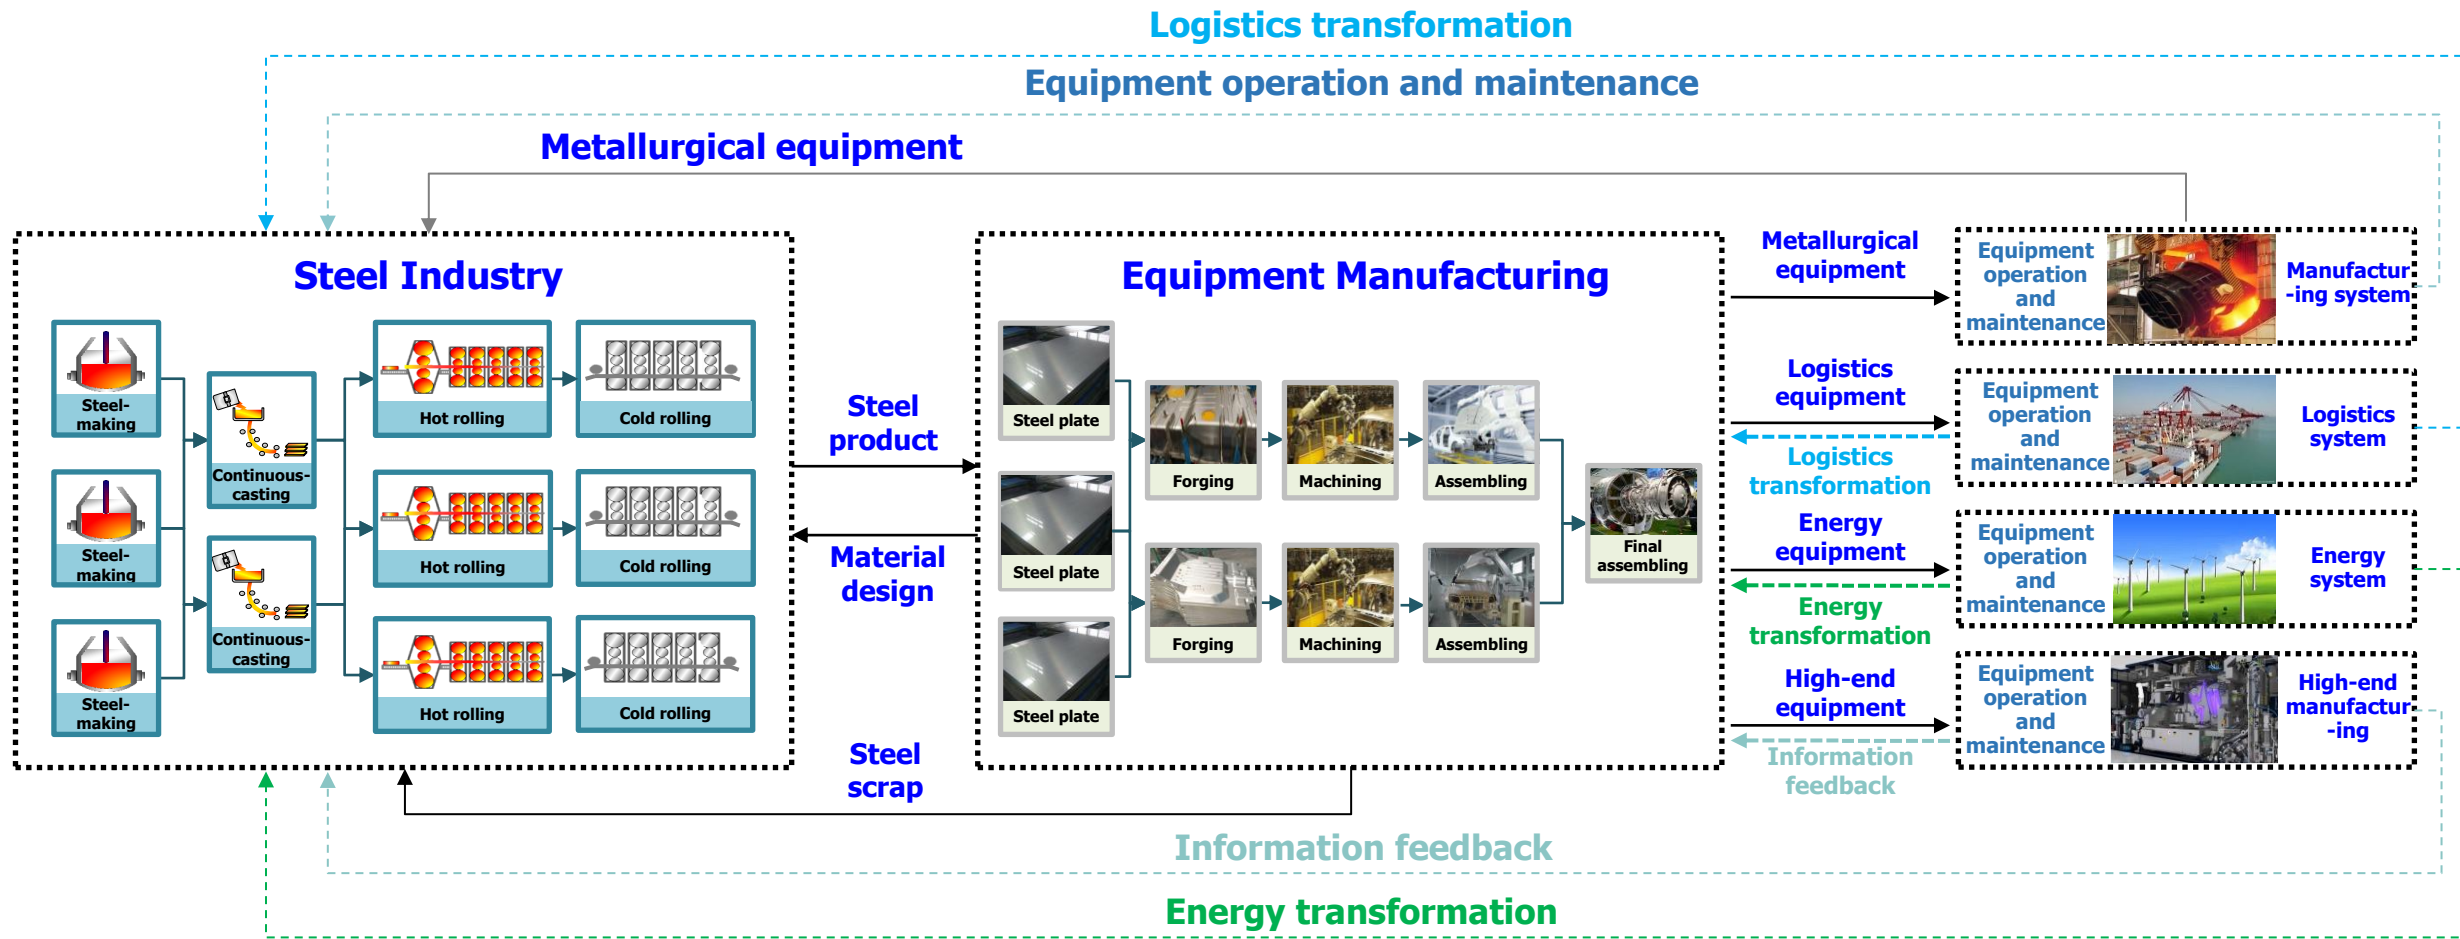 Logistics transformation
Equipment operation and maintenance
Metallurgical equipment
Steel Industry
Steel-
making
Steel-
making
Steel-
making
Continuous-
casting
Continuous-
casting
Hot rolling
Cold rolling
Hot rolling
Cold rolling
Hot rolling
Cold rolling
Steel
product
Material
design
Steel
scrap
Equipment Manufacturing
Steel plate
Steel plate
Steel plate
Forging
Machining
Assembling
Forging
Machining
Assembling
Final
assembling
Metallurgical
equipment
Logistics
equipment
Logistics
transformation
Energy
equipment
Energy
transformation
High-end
equipment
Information
feedback
Equipment
operation
and
maintenance
Manufactur
-ing system
Equipment
operation
and
maintenance
Logistics
system
Equipment
operation
and
maintenance
Energy
system
Equipment
operation
and
maintenance
High-end
manufactur
-ing
Information feedback
Energy transformation